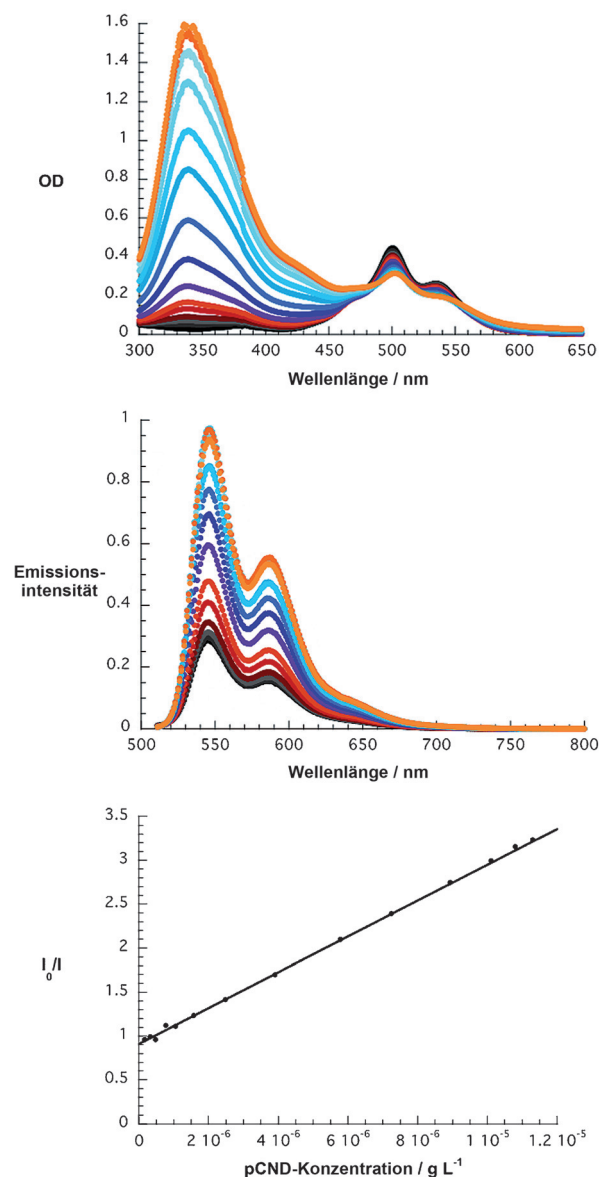 1.6
1.4
1.2
1
OD 0.8
0.6
0.4
0.2
0
300 350 400 450 500 550 600 650
Wellenlänge / nm
1
0.8
0.6
Emissions-
intensität
0.4
0.2
0
500 550 600 650 700 750 800
Wellenlänge / nm
3.5
3
2.5
2
I₀/I
1.5
1
0.5
0
0 2 10⁻⁶ 4 10⁻⁶ 6 10⁻⁶ 8 10⁻⁶ 1 10⁻⁵ 1.2 10⁻⁵
pCND-Konzentration / g L⁻¹